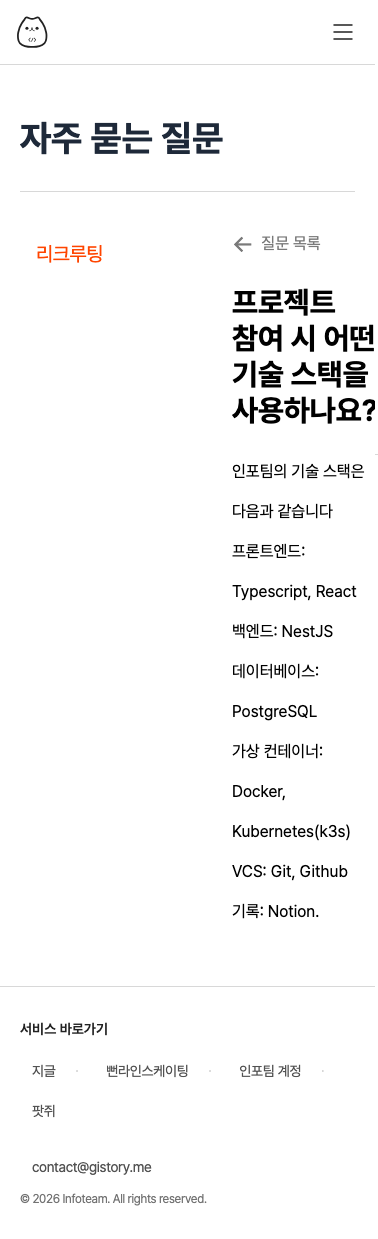 자주 묻는 질문
리크루팅
질문 목록
프로젝트
참여 시 어떤
기술 스택을
사용하나요?
인포팀의 기술 스택은
다음과 같습니다
프론트엔드:
Typescript, React
백엔드: NestJS
데이터베이스:
PostgreSQL
가상 컨테이너:
Docker,
Kubernetes(k3s)
VCS: Git, Github
기록: Notion.
서비스 바로가기
지글 · 뻔라인스케이팅 · 인포팀 계정 ·
팟쥐
contact@gistory.me
© 2026 Infoteam. All rights reserved.